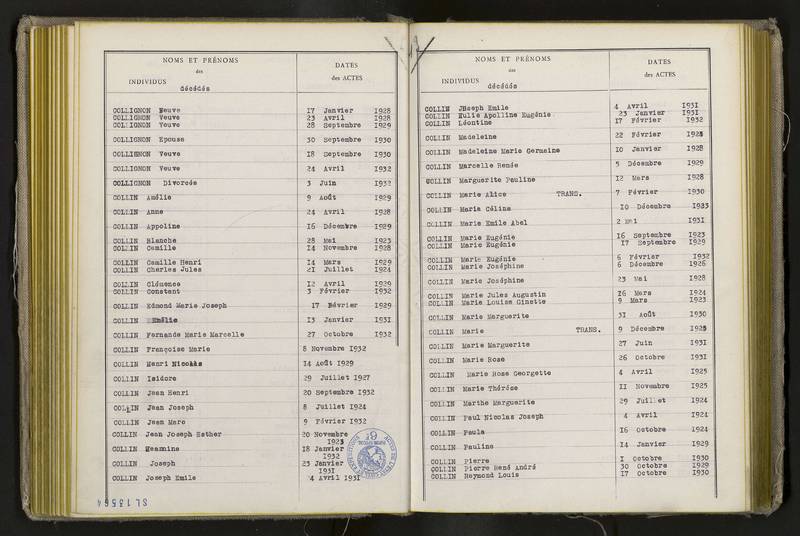 NOMS ET PRÉNOMS
des
INDIVIDUS
décédés
DATES
des ACTES
COLLIGNON Veuve 17 Janvier 1928
COLLIGNON Veuve 23 Avril 1928
COLLIGNON Veuve 28 Septembre 1929
COLLIGNON Epouse 30 Septembre 1930
COLLIGNON Veuve 18 Septembre 1930
COLLIGNON Veuve 24 Avril 1932
COLLIGNON Divorcée 3 Juin 1932
COLLIN Amélie 9 Août 1929
COLLIN Anne 24 Avril 1928
COLLIN Appoline 16 Décembre 1929
COLLIN Blanche 28 Mai 1923
COLLIN Camille 14 Novembre 1928
COLLIN Camille Henri 14 Mars 1929
COLLIN Charles Jules 21 Juillet 1924
COLLIN Clémence 12 Avril 1929
COLLIN Constant 3 Février 1932
COLLIN Edmond Marie Joseph 17 Février 1929
COLLIN Emélie 13 Janvier 1931
COLLIN Fernande Marie Marcelle 27 Octobre 1932
COLLIN Françoise Marie 8 Novembre 1932
COLLIN Henri Nicolas 14 Août 1929
COLLIN Isidore 29 Juillet 1927
COLLIN Jean Henri 20 Septembre 1932
COLLIN Jean Joseph 8 Juillet 1924
COLLIN Jean Marc 9 Février 1932
COLLIN Jean Joseph Esther 20 Novembre
1923
COLLIN Jeannine 18 Janvier
1932
COLLIN Joseph 23 Janvier
1931
COLLIN Joseph Emile 4 Avril 1931
SL13564
NOMS ET PRÉNOMS
des
INDIVIDUS
décédés
DATES
des ACTES
COLLIN Joseph Emile 4 Avril 1931
COLLIN Julie Apolline Eugénie 23 Janvier 1931
COLLIN Léontine 17 Février 1932
COLLIN Madeleine 22 Février 1928
COLLIN Madeleine Marie Germaine 10 Janvier 1928
COLLIN Marcelle Renée 5 Décembre 1929
COLLIN Marguerite Pauline 12 Mars 1928
COLLIN Marie Alice TRANS. 7 Février 1930
COLLIN Marie Céline 10 Décembre 1923
COLLIN Marie Emile Abel 2 Mai 1931
COLLIN Marie Eugénie 16 Septembre 1923
COLLIN Marie Eugénie 17 Septembre 1929
COLLIN Marie Eugénie 6 Février 1932
COLLIN Marie Joséphine 6 Décembre 1926
COLLIN Marie Joséphine 23 Mai 1928
COLLIN Marie Jules Augustin 16 Mars 1924
COLLIN Marie Louise Ginette 9 Mars 1923
COLLIN Marie Marguerite 31 Août 1930
COLLIN Marie TRANS. 9 Décembre 1925
COLLIN Marie Marguerite 27 Juin 1931
COLLIN Marie Rose 26 Octobre 1931
COLLIN Marie Rose Georgette 4 Avril 1925
COLLIN Marie Thérése 11 Novembre 1925
COLLIN Marthe Marguerite 29 Juillet 1924
COLLIN Paul Nicolas Joseph 4 Avril 1924
COLLIN Paula 16 Octobre 1924
COLLIN Pauline 14 Janvier 1929
COLLIN Pierre 1 Octobre 1930
COLLIN Pierre René André 30 Octobre 1929
COLLIN Reymond Louis 17 Octobre 1930